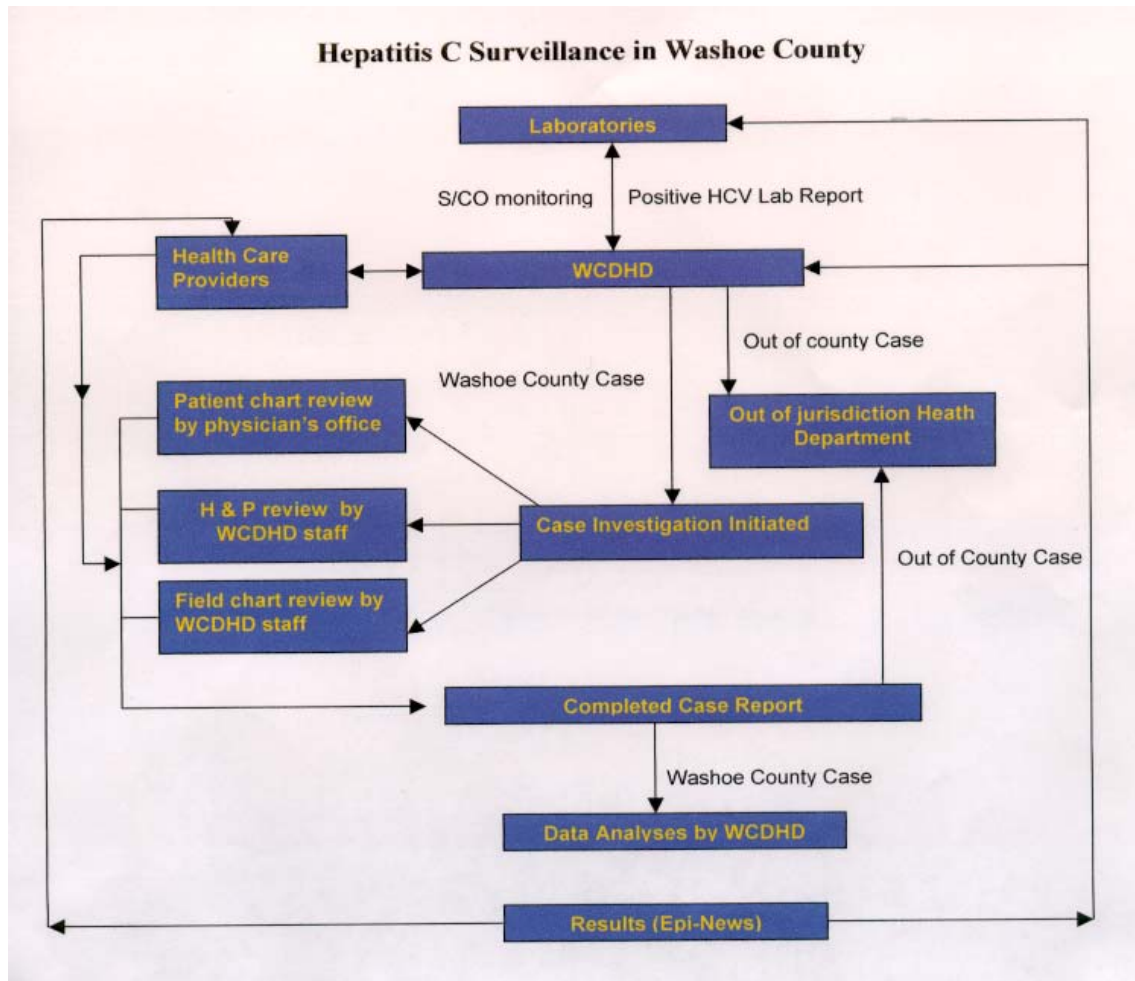 Hepatitis C Surveillance in Washoe County
Laboratories
S/CO monitoring
Positive HCV Lab Report
Health Care
Providers
WCDHD
Out of county Case
Washoe County Case
Patient chart review
by physician's office
Out of jurisdiction Heath
Department
H & P review by
WCDHD staff
Case Investigation Initiated
Out of County Case
Field chart review by
WCDHD staff
Completed Case Report
Washoe County Case
Data Analyses by WCDHD
Results (Epi-News)